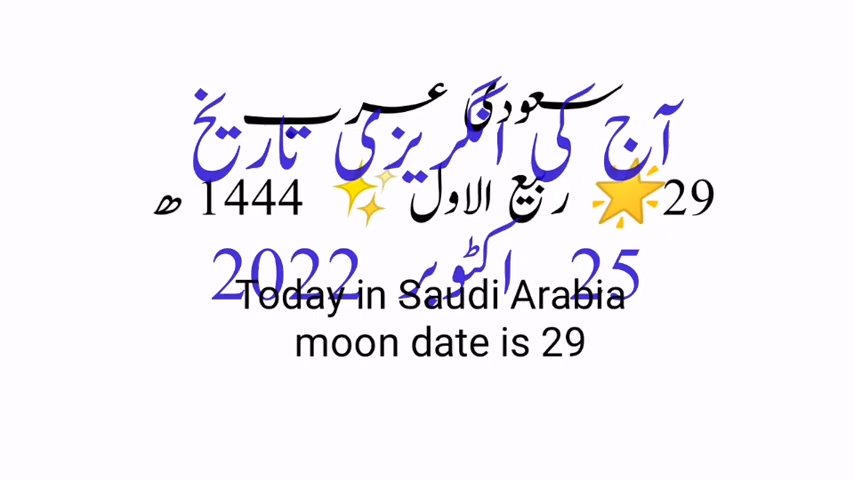 سعودی عرب
آج کی انگریزی تاریخ
29🌟 ربیع الاول ✨ 1444 ھ
25 اکتوبر 2022
Today in Saudi Arabia
moon date is 29